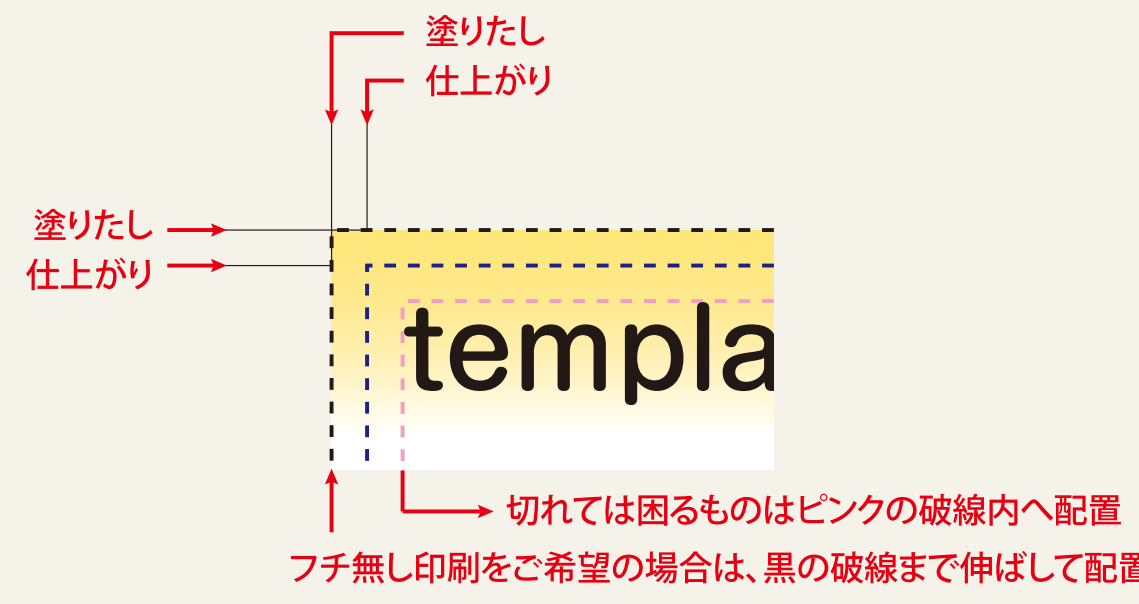 塗りたし
仕上がり
塗りたし
仕上がり
templa
切れては困るものはピンクの破線内へ配置
フチ無し印刷をご希望の場合は、黒の破線まで伸ばして配置